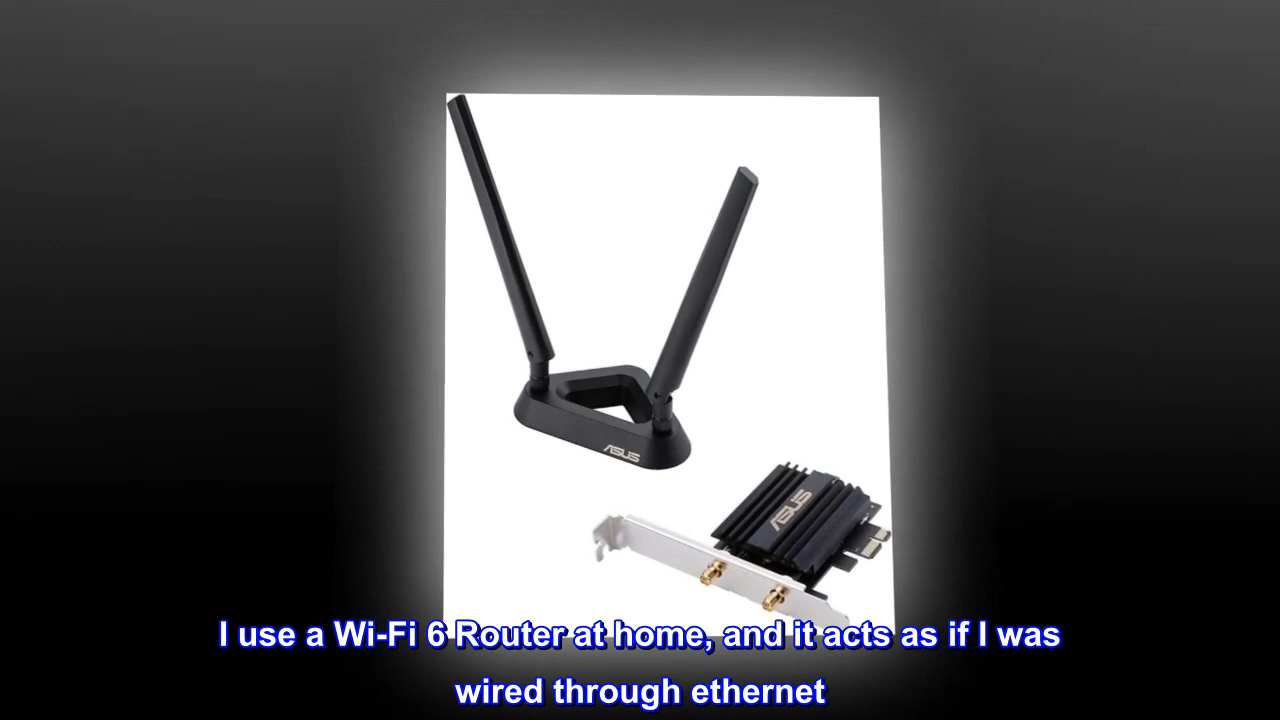 ASUS
ASUS
I use a Wi-Fi 6 Router at home, and it acts as if I was
wired through ethernet